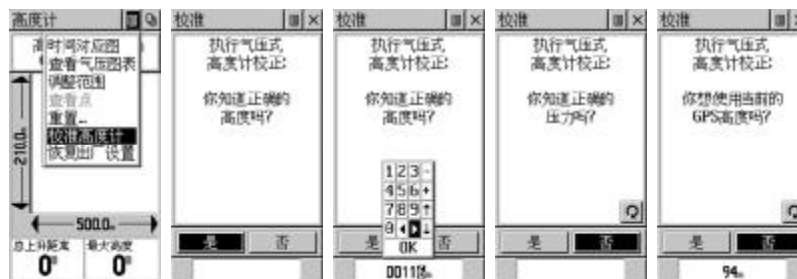 高度计
时间对应图
查看气压图表
调整范围
查看点
重置...
校准高度计
恢复出厂设置
210.0m
500.0m
总上升距离
最大高度
0
0
校准
执行气压式
高度计校正:
你知道正确的
高度吗?
是
否
校准
执行气压式
高度计校正:
你知道正确的
高度吗?
1 2 3 -
4 5 6 +
7 8 9 ↑
0 ◀ ▶ ↓
OK
是
否
校准
执行气压式
高度计校正:
你知道正确的
压力吗?
是
否
校准
执行气压式
高度计校正:
你想使用当前的
GPS高度吗?
是
否
94m